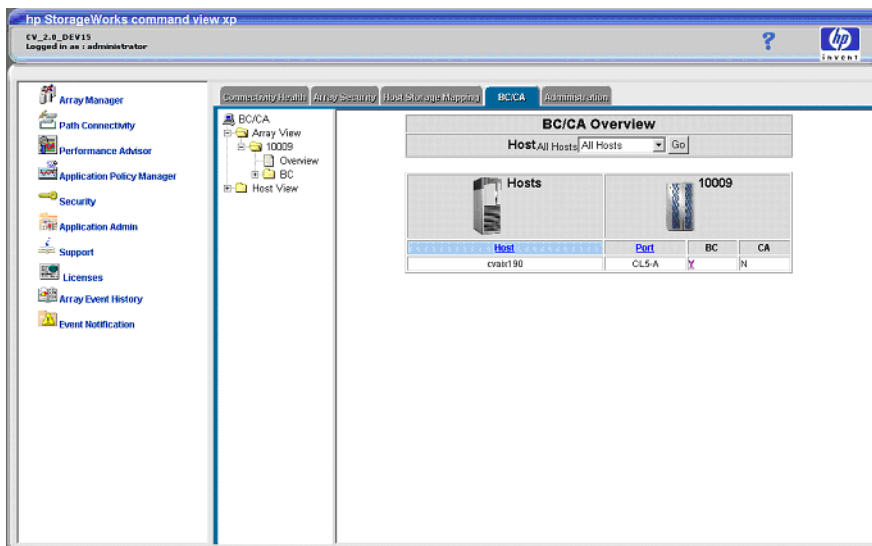 hp StorageWorks command view xp
CV_2.0_DEV15
Logged in as : administrator
?
hp
invent
Array Manager
Path Connectivity
Performance Advisor
Application Policy Manager
Security
Application Admin
Support
Licenses
Array Event History
Event Notification
Connectivity Health Array Security Host Storage Mapping BC/CA Administration
BC/CA
Array View
10009
Overview
BC
Host View
BC/CA Overview
Host All Hosts All Hosts Go
Hosts 10009
Host Port BC CA
cvaix190 CL5-A Y N